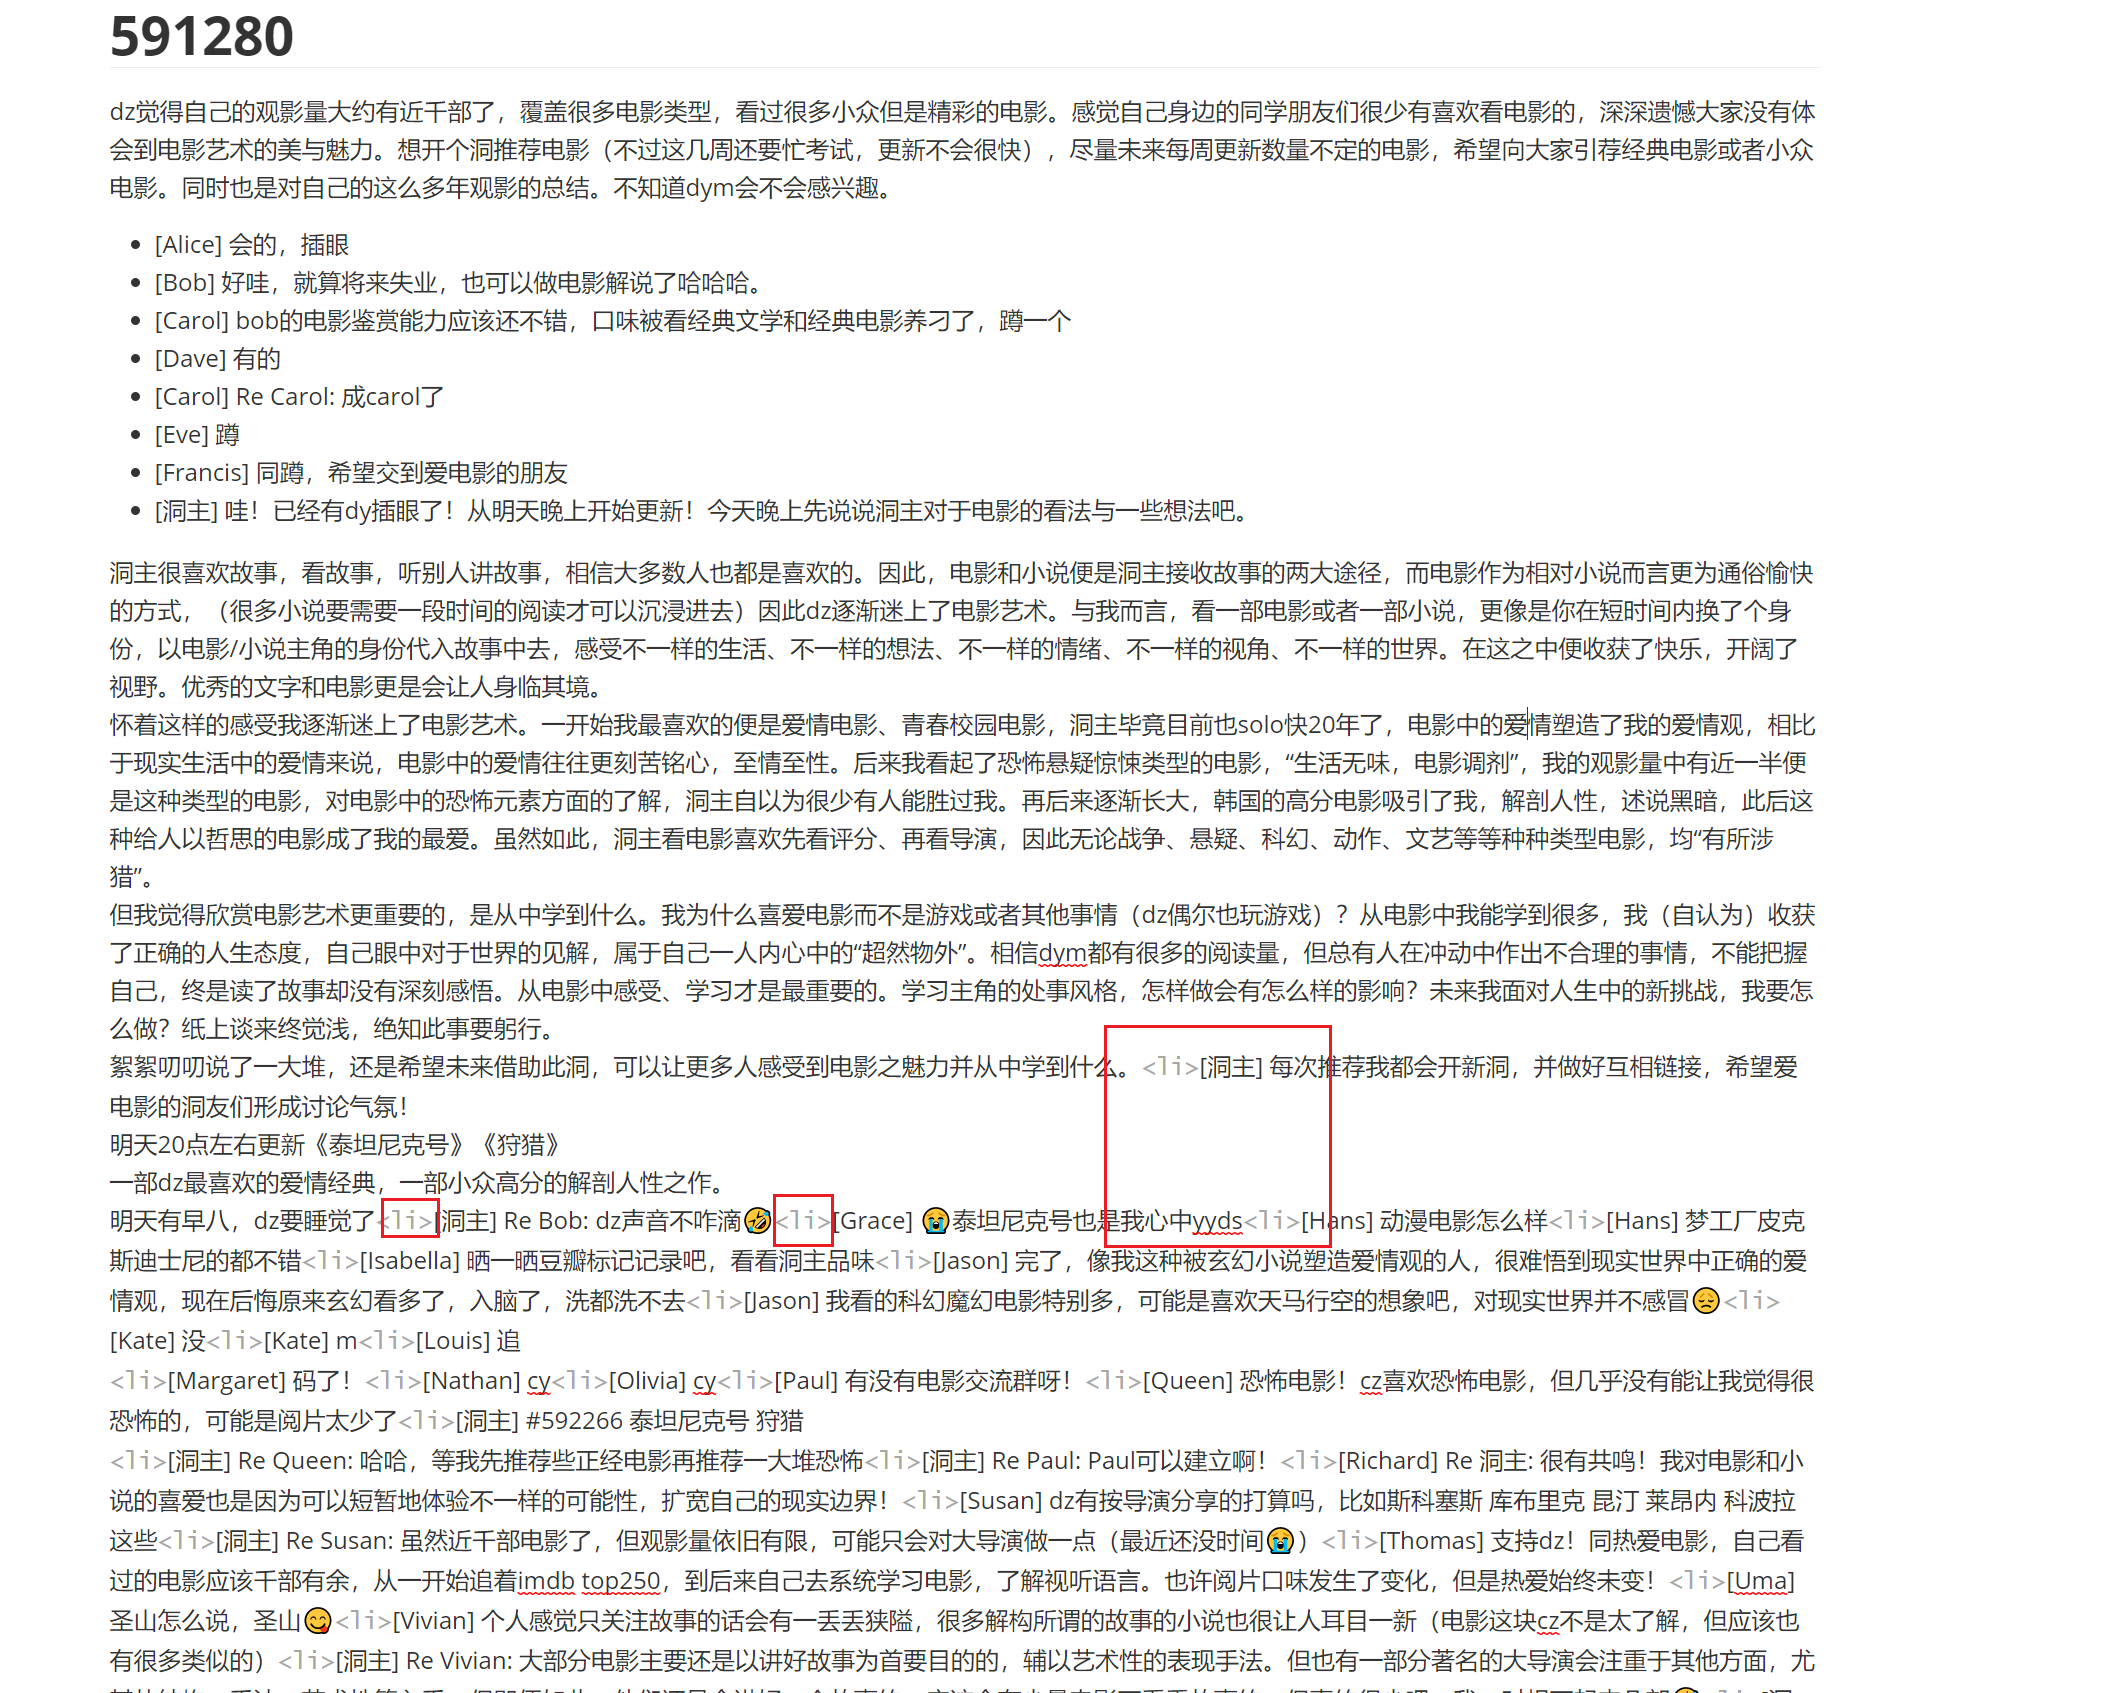 591280
dz觉得自己的观影量大约有近千部了，覆盖很多电影类型，看过很多小众但是精彩的电影。感觉自己身边的同学朋友们很少有喜欢看电影的，深深遗憾大家没有体
会到电影艺术的美与魅力。想开个洞推荐电影（不过这几周还要忙考试，更新不会很快），尽量未来每周更新数量不定的电影，希望向大家引荐经典电影或者小众
电影。同时也是对自己的这么多年观影的总结。不知道dym会不会感兴趣。
• [Alice] 会的，插眼
• [Bob] 好哇，就算将来失业，也可以做电影解说了哈哈哈。
• [Carol] bob的电影鉴赏能力应该还不错，口味被看经典文学和经典电影养刁了，蹲一个
• [Dave] 有的
• [Carol] Re Carol: 成carol了
• [Eve] 蹲
• [Francis] 同蹲，希望交到爱电影的朋友
• [洞主] 哇！已经有dy插眼了！从明天晚上开始更新！今天晚上先说说洞主对于电影的看法与一些想法吧。
洞主很喜欢故事，看故事，听别人讲故事，相信大多数人也都是喜欢的。因此，电影和小说便是洞主接收故事的两大途径，而电影作为相对小说而言更为通俗愉快
的方式，（很多小说要需要一段时间的阅读才可以沉浸进去）因此dz逐渐迷上了电影艺术。与我而言，看一部电影或者一部小说，更像是你在短时间内换了个身
份，以电影/小说主角的身份代入故事中去，感受不一样的生活、不一样的想法、不一样的情绪、不一样的视角、不一样的世界。在这之中便收获了快乐，开阔了
视野。优秀的文字和电影更是会让人身临其境。
怀着这样的感受我逐渐迷上了电影艺术。一开始我最喜欢的便是爱情电影、青春校园电影，洞主毕竟目前也solo快20年了，电影中的爱情塑造了我的爱情观，相比
于现实生活中的爱情来说，电影中的爱情往往更刻苦铭心，至情至性。后来我看起了恐怖悬疑惊悚类型的电影，“生活无味，电影调剂”，我的观影量中有近一半便
是这种类型的电影，对电影中的恐怖元素方面的了解，洞主自以为很少有人能胜过我。再后来逐渐长大，韩国的高分电影吸引了我，解剖人性，述说黑暗，此后这
种给人以哲思的电影成了我的最爱。虽然如此，洞主看电影喜欢先看评分、再看导演，因此无论战争、悬疑、科幻、动作、文艺等等种种类型电影，均“有所涉
猎”。
但我觉得欣赏电影艺术更重要的，是从中学到什么。我为什么喜爱电影而不是游戏或者其他事情（dz偶尔也玩游戏）？从电影中我能学到很多，我（自认为）收获
了正确的人生态度，自己眼中对于世界的见解，属于自己一人内心中的“超然物外”。相信dym都有很多的阅读量，但总有人在冲动中作出不合理的事情，不能把握
自己，终是读了故事却没有深刻感悟。从电影中感受、学习才是最重要的。学习主角的处事风格，怎样做会有怎么样的影响？未来我面对人生中的新挑战，我要怎
么做？纸上谈来终觉浅，绝知此事要躬行。
絮絮叨叨说了一大堆，还是希望未来借助此洞，可以让更多人感受到电影之魅力并从中学到什么。<li>[洞主] 每次推荐我都会开新洞，并做好互相链接，希望爱
电影的洞友们形成讨论气氛！
明天20点左右更新《泰坦尼克号》《狩猎》
一部dz最喜欢的爱情经典，一部小众高分的解剖人性之作。
明天有早八，dz要睡觉了<li>[洞主] Re Bob: dz声音不咋滴🤣<li>[Grace] 😭泰坦尼克号也是我心中yyds<li>[Hans] 动漫电影怎么样<li>[Hans] 梦工厂皮克
斯迪士尼的都不错<li>[Isabella] 晒一晒豆瓣标记记录吧，看看洞主品味<li>[Jason] 完了，像我这种被玄幻小说塑造爱情观的人，很难悟到现实世界中正确的爱
情观，现在后悔原来玄幻看多了，入脑了，洗都洗不去<li>[Jason] 我看的科幻魔幻电影特别多，可能是喜欢天马行空的想象吧，对现实世界并不感冒😞<li>
[Kate] 没<li>[Kate] m<li>[Louis] 追
<li>[Margaret] 码了！<li>[Nathan] cy<li>[Olivia] cy<li>[Paul] 有没有电影交流群呀！<li>[Queen] 恐怖电影！cz喜欢恐怖电影，但几乎没有能让我觉得很
恐怖的，可能是阅片太少了<li>[洞主] #592266 泰坦尼克号 狩猎
<li>[洞主] Re Queen: 哈哈，等我先推荐些正经电影再推荐一大堆恐怖<li>[洞主] Re Paul: Paul可以建立啊！<li>[Richard] Re 洞主: 很有共鸣！我对电影和小
说的喜爱也是因为可以短暂地体验不一样的可能性，扩宽自己的现实边界！<li>[Susan] dz有按导演分享的打算吗，比如斯科塞斯 库布里克 昆汀 莱昂内 科波拉
这些<li>[洞主] Re Susan: 虽然近千部电影了，但观影量依旧有限，可能只会对大导演做一点（最近还没时间😭）<li>[Thomas] 支持dz！同热爱电影，自己看
过的电影应该千部有余，从一开始追着imdb top250，到后来自己去系统学习电影，了解视听语言。也许阅片口味发生了变化，但是热爱始终未变！<li>[Uma]
圣山怎么说，圣山😋<li>[Vivian] 个人感觉只关注故事的话会有一丢丢狭隘，很多解构所谓的故事的小说也很让人耳目一新（电影这块cz不是太了解，但应该也
有很多类似的）<li>[洞主] Re Vivian: 大部分电影主要还是以讲好故事为首要目的的，辅以艺术性的表现手法。但也有一部分著名的大导演会注重于其他方面，尤